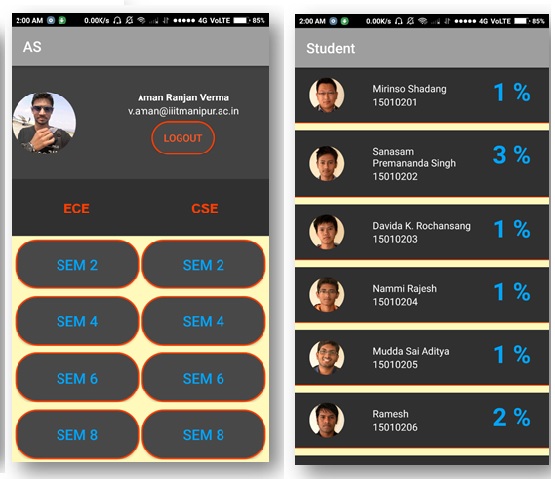 2:00 AM 0.00K/s 4G VoLTE 85%
AS
Aman Ranjan Verma
v.aman@iiitmanipur.ac.in
LOGOUT
ECE CSE
SEM 2 SEM 2
SEM 4 SEM 4
SEM 6 SEM 6
SEM 8 SEM 8
2:00 AM 0.00K/s 4G VoLTE 85%
Student
Mirinso Shadang
15010201
1 %
Sanasam
Premananda Singh
15010202
3 %
Davida K. Rochansang
15010203
1 %
Nammi Rajesh
15010204
1 %
Mudda Sai Aditya
15010205
1 %
Ramesh
15010206
2 %